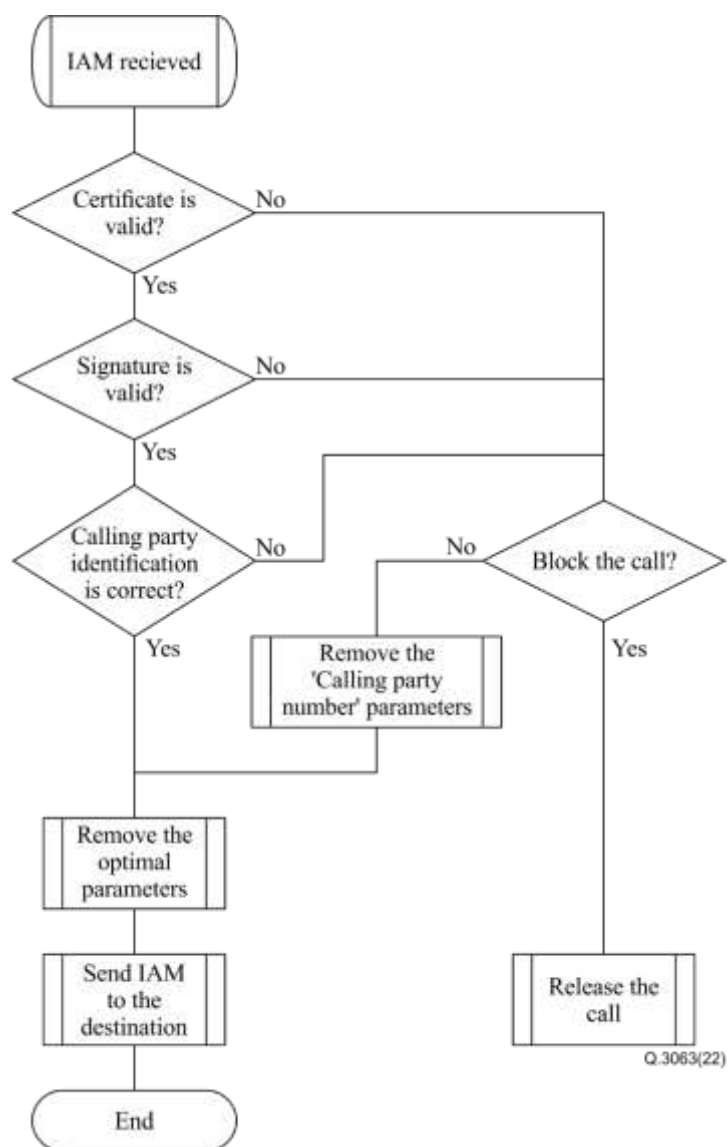 IAM recieved
Certificate is
valid?
No
Yes
Signature is
valid?
No
Yes
Calling party
identification
is correct?
No
Yes
No
Block the call?
Yes
Remove the
'Calling party
number' parameters
Remove the
optimal
parameters
Send IAM
to the
destination
Release the
call
Q.3063(22)
End